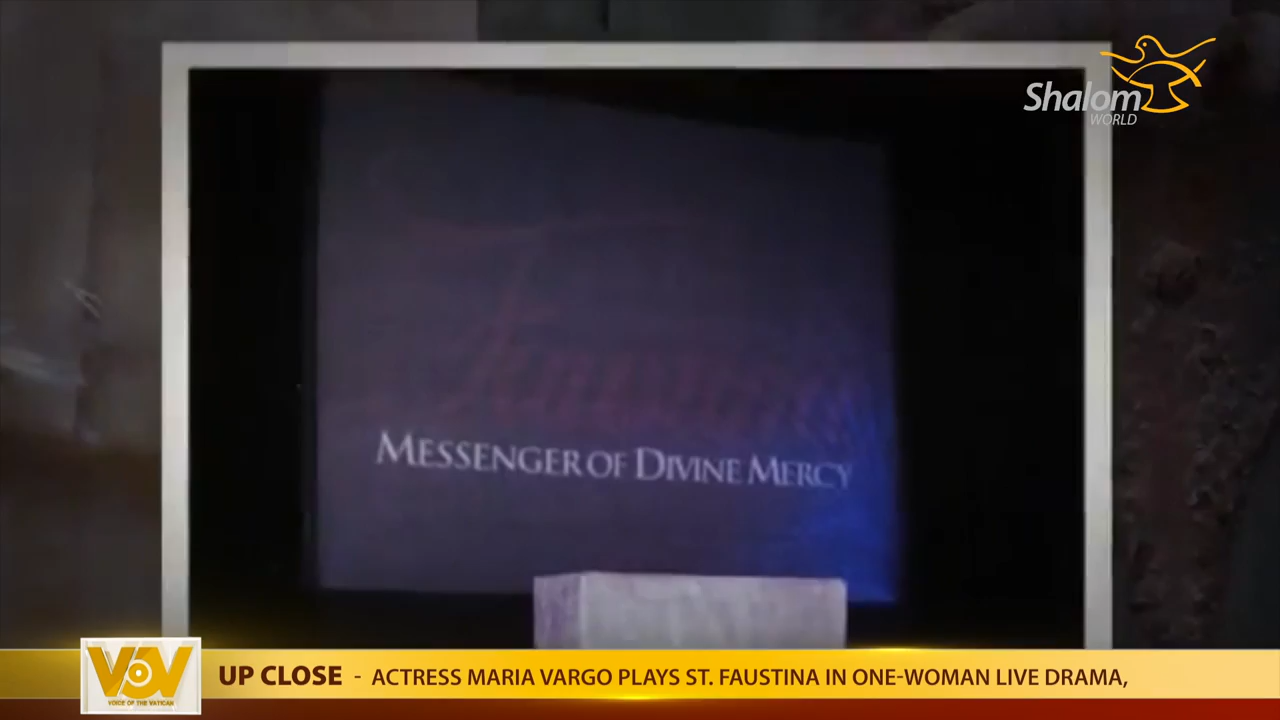 Shalom
WORLD
MESSENGER OF DIVINE MERCY
VOV
VOICE OF THE VATICAN
UP CLOSE - ACTRESS MARIA VARGO PLAYS ST. FAUSTINA IN ONE-WOMAN LIVE DRAMA,